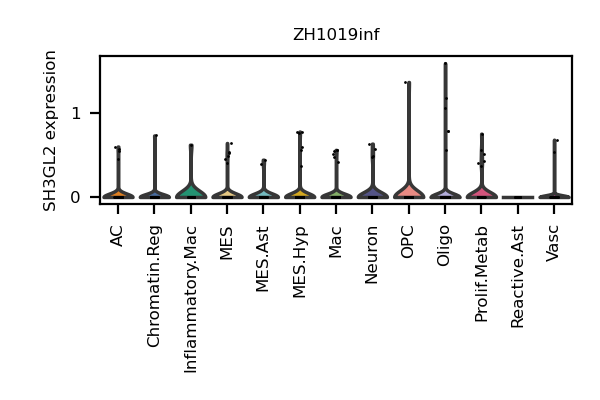 ZH1019inf
SH3GL2 expression
1
0
AC
Chromatin.Reg
Inflammatory.Mac
MES
MES.Ast
MES.Hyp
Mac
Neuron
OPC
Oligo
Prolif.Metab
Reactive.Ast
Vasc